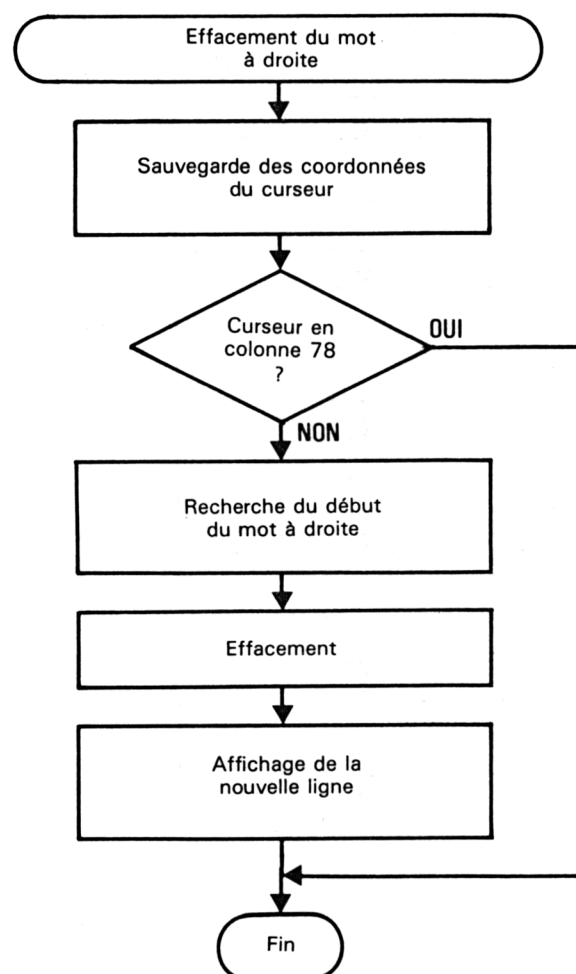 Effacement du mot
à droite
Sauvegarde des coordonnées
du curseur
Curseur en
colonne 78
?
OUI
NON
Recherche du début
du mot à droite
Effacement
Affichage de la
nouvelle ligne
Fin